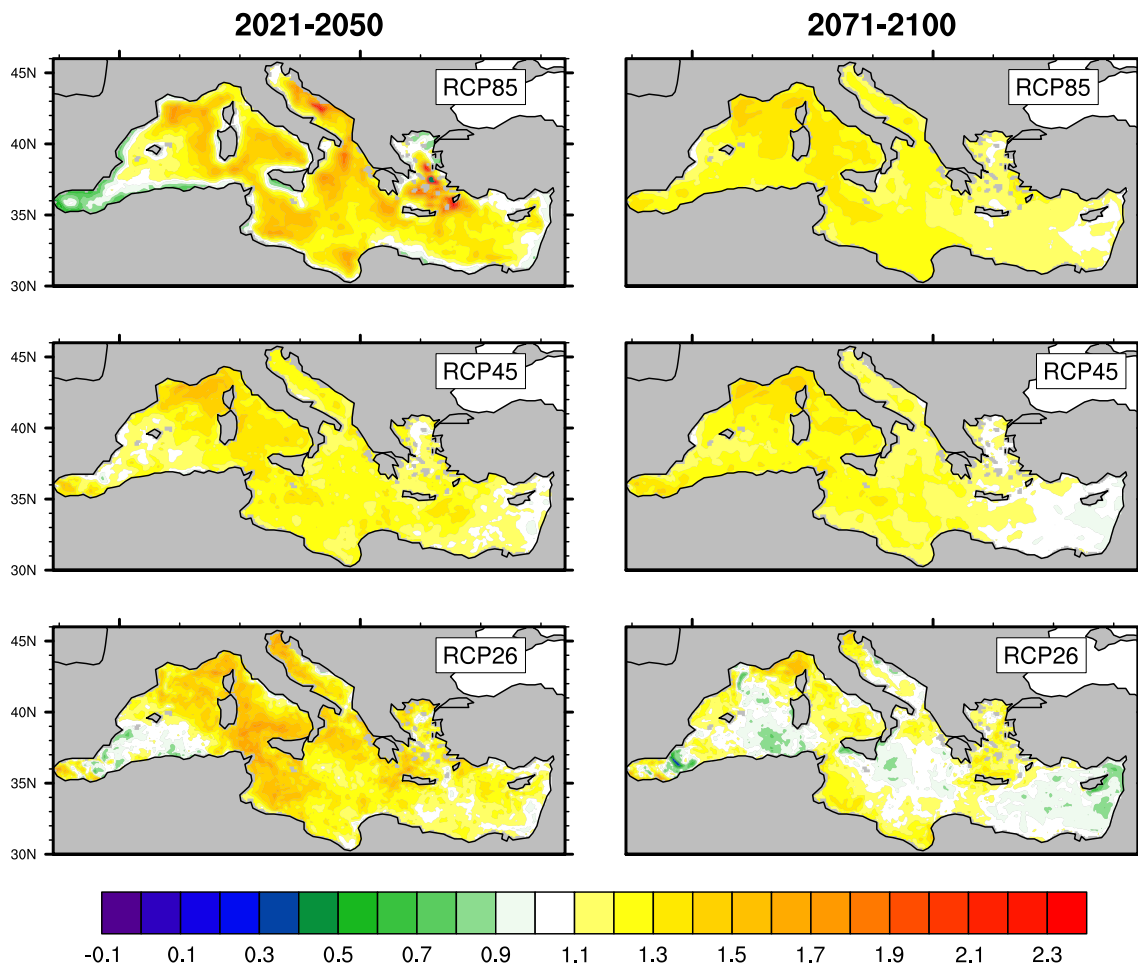 2021-2050 2071-2100
45N RCP85 RCP85
40N
35N
30N
45N RCP45 RCP45
40N
35N
30N
45N RCP26 RCP26
40N
35N
30N
-0.1 0.1 0.3 0.5 0.7 0.9 1.1 1.3 1.5 1.7 1.9 2.1 2.3